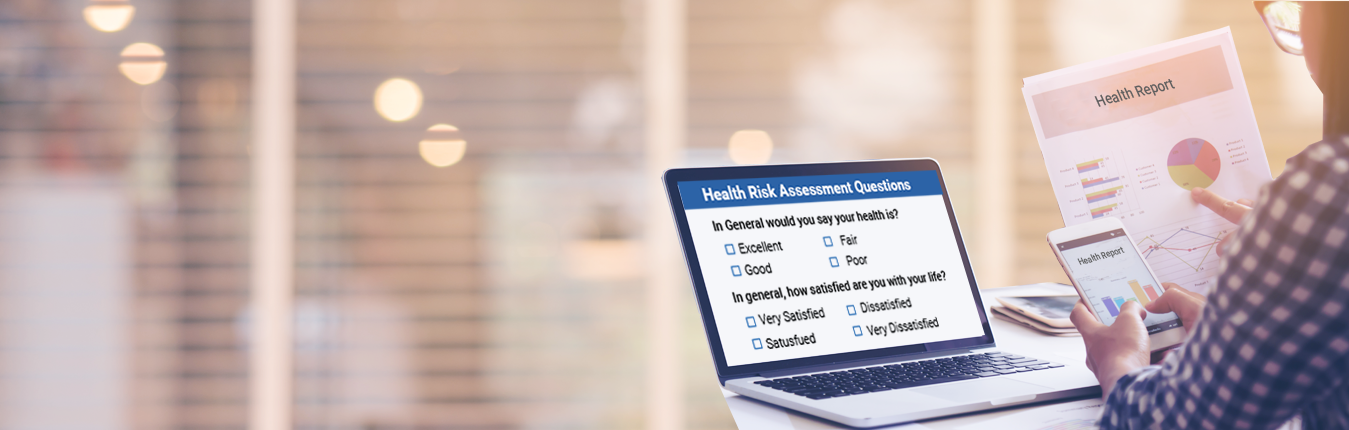 Health Risk Assessment Questions
In General would you say your health is?
Excellent
Fair
Good
Poor
In general, how satisfied are you with your life?
Very Satisfied
Dissatisfied
Satusfued
Very Dissatisfied
Health Report
Health Report